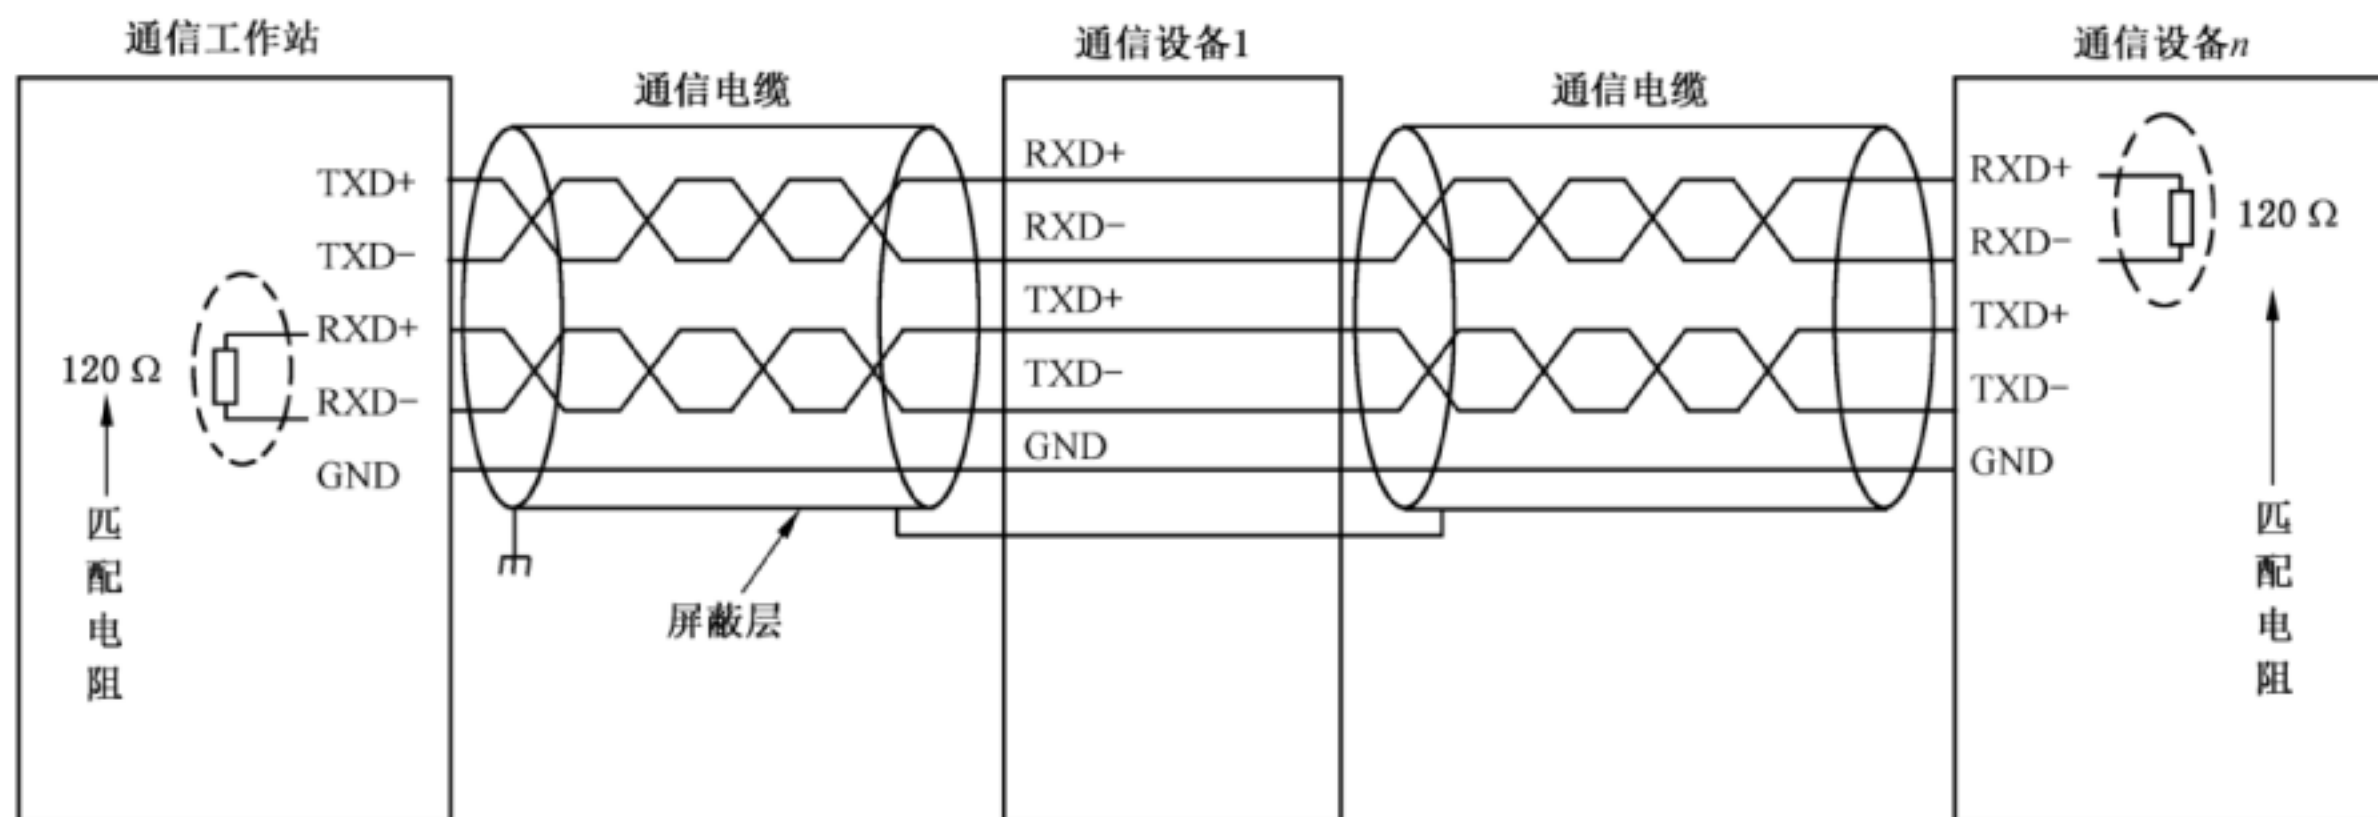 通信工作站
通信设备1
通信设备n
通信电缆
通信电缆
TXD+
TXD-
RXD+
RXD-
GND
120 Ω
匹配电阻
RXD+
RXD-
TXD+
TXD-
GND
屏蔽层
RXD+
RXD-
TXD+
TXD-
GND
120 Ω
匹配电阻